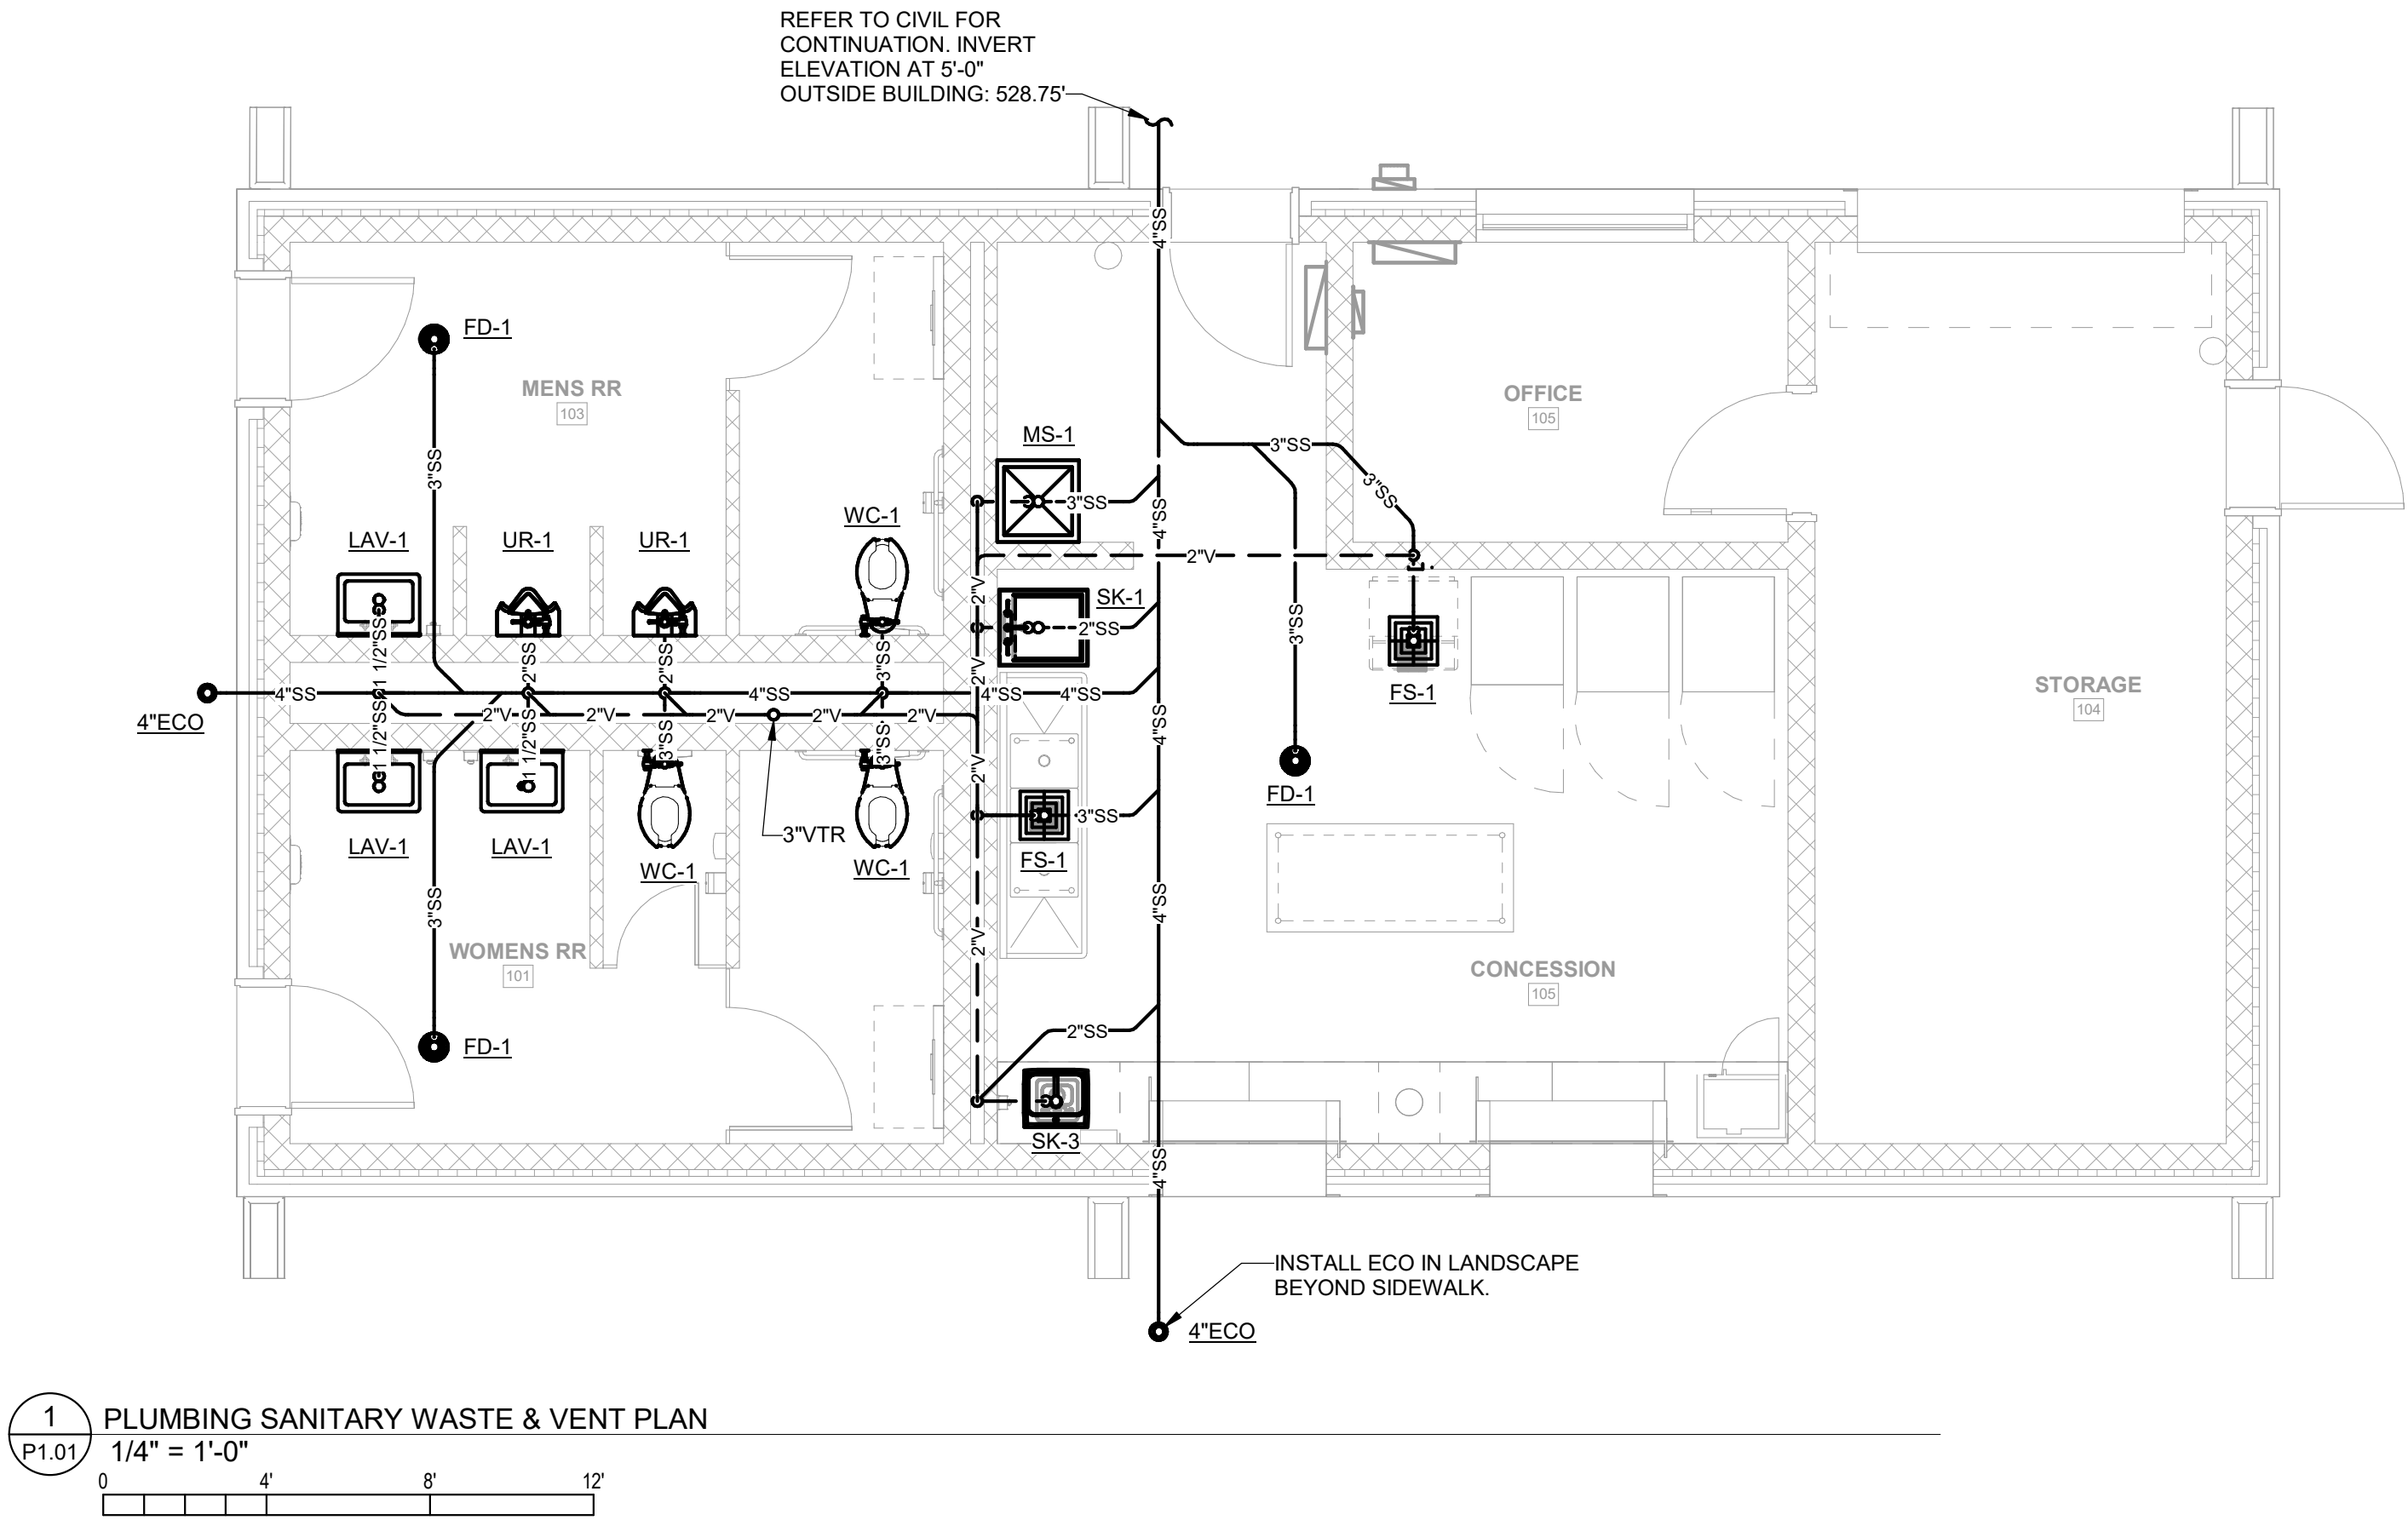 REFER TO CIVIL FOR
CONTINUATION. INVERT
ELEVATION AT 5'-0"
OUTSIDE BUILDING: 528.75'
4"SS
FD-1
MENS RR
103
OFFICE
105
MS-1
3"SS
3"SS
3"SS
3"SS
4"SS
WC-1
LAV-1
UR-1
UR-1
2"V
2"V
SK-1
2"SS
3"SS
1 1/2"SS
2"SS
2"SS
3"SS
2"V
FS-1
STORAGE
104
4"SS
4"SS
4"SS
4"SS
4"ECO
2"V
2"V
2"V
2"V
2"V
4"SS
1 1/2"SS
1 1/2"SS
3"SS
3"SS
2"V
FD-1
3"SS
3"VTR
LAV-1
LAV-1
WC-1
WC-1
FS-1
3"SS
4"SS
2"V
WOMENS RR
101
CONCESSION
105
FD-1
2"SS
SK-3
4"SS
INSTALL ECO IN LANDSCAPE
BEYOND SIDEWALK.
4"ECO
1
P1.01
PLUMBING SANITARY WASTE & VENT PLAN
1/4" = 1'-0"
0 4' 8' 12'